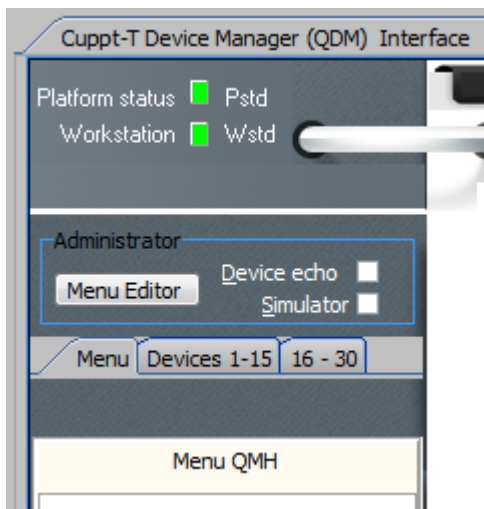 Cuppt-T Device Manager (QDM) Interface
Platform status Pstd
Workstation Wstd
Administrator
Menu Editor
Device echo
Simulator
Menu Devices 1-15 16 - 30
Menu QMH